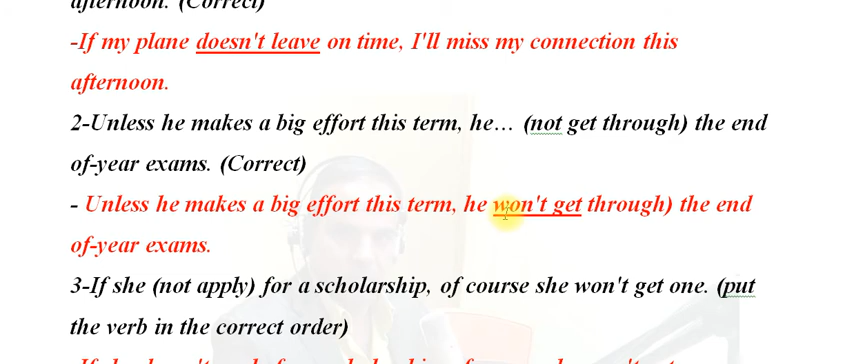 afternoon. (Correct)
-If my plane doesn't leave on time, I'll miss my connection this
afternoon.
2-Unless he makes a big effort this term, he… (not get through) the end
of-year exams. (Correct)
- Unless he makes a big effort this term, he won't get through) the end
of-year exams.
3-If she (not apply) for a scholarship, of course she won't get one. (put
the verb in the correct order)